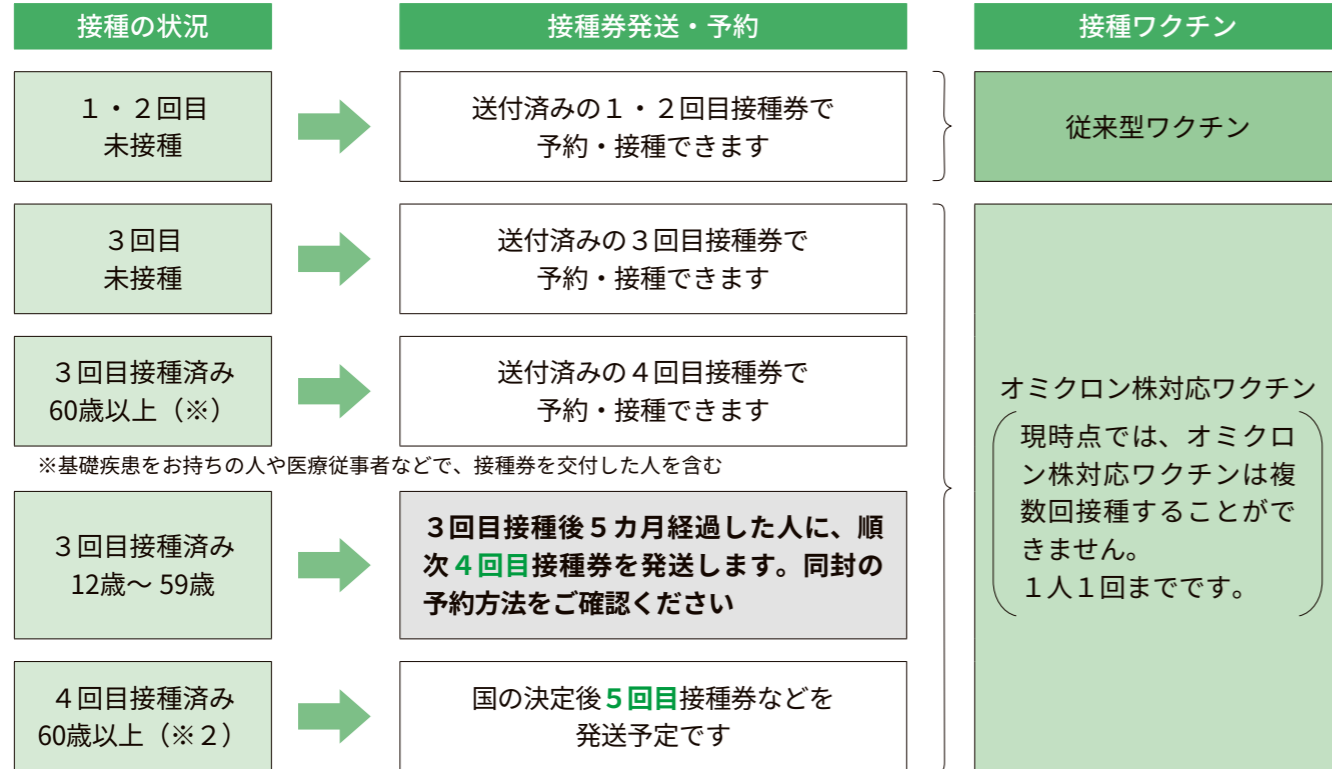 接種の状況
接種券発送・予約
接種ワクチン
１・２回目
未接種
送付済みの１・２回目接種券で
予約・接種できます
従来型ワクチン
３回目
未接種
送付済みの３回目接種券で
予約・接種できます
３回目接種済み
60歳以上（※）
送付済みの４回目接種券で
予約・接種できます
※基礎疾患をお持ちの人や医療従事者などで、接種券を交付した人を含む
３回目接種済み
12歳～59歳
３回目接種後５カ月経過した人に、順
次４回目接種券を発送します。同封の
予約方法をご確認ください
４回目接種済み
60歳以上（※２）
国の決定後５回目接種券などを
発送予定です
オミクロン株対応ワクチン
現時点では、オミクロ
ン株対応ワクチンは複
数回接種することがで
きません。
１人１回までです。